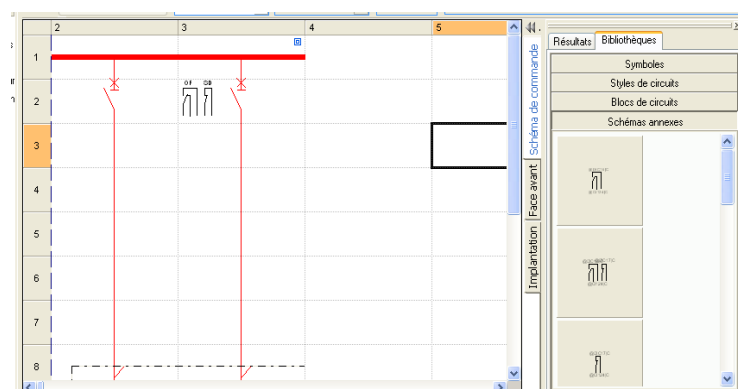 2 3 4 5
1
2
3
4
5
6
7
8
OF SD
Schéma de commande
Face avant
Implantation
Résultats Bibliothèques
Symboles
Styles de circuits
Blocs de circuits
Schémas annexes